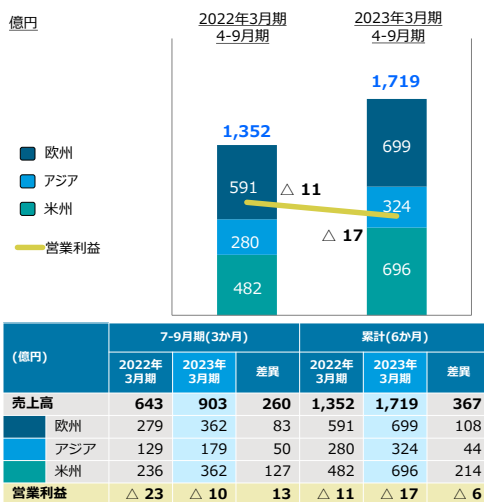 億円
2022年3月期
4-9月期
2023年3月期
4-9月期
1,719
1,352
欧州
アジア
米州
営業利益
591
280
482
699
324
696
△ 11
△ 17
(億円)
7-9月期(3か月)
累計(6か月)
2022年
3月期
2023年
3月期
差異
2022年
3月期
2023年
3月期
差異
売上高 643 903 260 1,352 1,719 367
欧州 279 362 83 591 699 108
アジア 129 179 50 280 324 44
米州 236 362 127 482 696 214
営業利益 △ 23 △ 10 13 △ 11 △ 17 △ 6